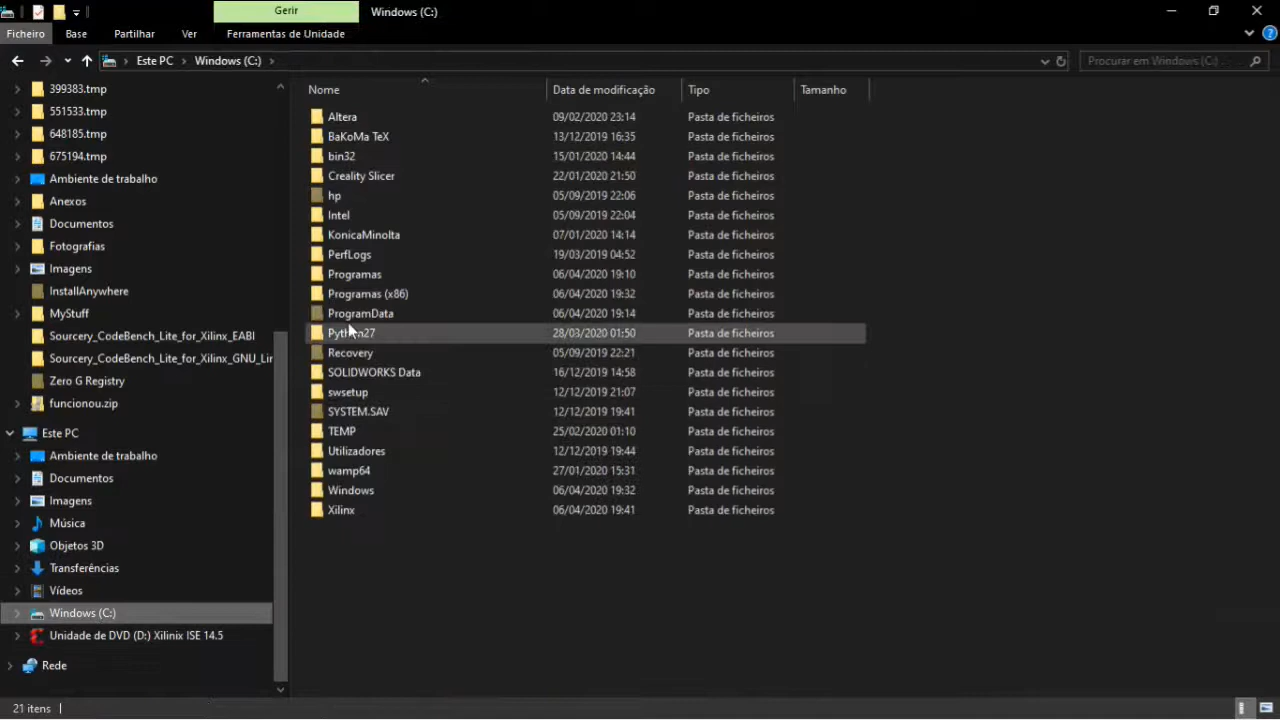 Gerir
Windows (C:)
Ficheiro
Base
Partilhar
Ver
Ferramentas de Unidade
Este PC
Windows (C:)
Procurar em Windows (C:)
399383.tmp
551533.tmp
648185.tmp
675194.tmp
Ambiente de trabalho
Anexos
Documentos
Fotografias
Imagens
InstallAnywhere
MyStuff
Sourcery_CodeBench_Lite_for_Xilinx_EABI
Sourcery_CodeBench_Lite_for_Xilinx_GNU_Lir
Zero G Registry
funcionou.zip
Este PC
Ambiente de trabalho
Documentos
Imagens
Música
Objetos 3D
Transferências
Vídeos
Windows (C:)
Unidade de DVD (D:) Xilinix ISE 14.5
Rede
Nome Data de modificação Tipo Tamanho
Altera 09/02/2020 23:14 Pasta de ficheiros
BaKoMa TeX 13/12/2019 16:35 Pasta de ficheiros
bin32 15/01/2020 14:44 Pasta de ficheiros
Creality Slicer 22/01/2020 21:50 Pasta de ficheiros
hp 05/09/2019 22:06 Pasta de ficheiros
Intel 05/09/2019 22:04 Pasta de ficheiros
KonicaMinolta 07/01/2020 14:14 Pasta de ficheiros
PerfLogs 19/03/2019 04:52 Pasta de ficheiros
Programas 06/04/2020 19:10 Pasta de ficheiros
Programas (x86) 06/04/2020 19:32 Pasta de ficheiros
ProgramData 06/04/2020 19:14 Pasta de ficheiros
Python27 28/03/2020 01:50 Pasta de ficheiros
Recovery 05/09/2019 22:21 Pasta de ficheiros
SOLIDWORKS Data 16/12/2019 14:58 Pasta de ficheiros
swsetup 12/12/2019 21:07 Pasta de ficheiros
SYSTEM.SAV 12/12/2019 19:41 Pasta de ficheiros
TEMP 25/02/2020 01:10 Pasta de ficheiros
Utilizadores 12/12/2019 19:44 Pasta de ficheiros
wamp64 27/01/2020 15:31 Pasta de ficheiros
Windows 06/04/2020 19:32 Pasta de ficheiros
Xilinx 06/04/2020 19:41 Pasta de ficheiros
21 itens